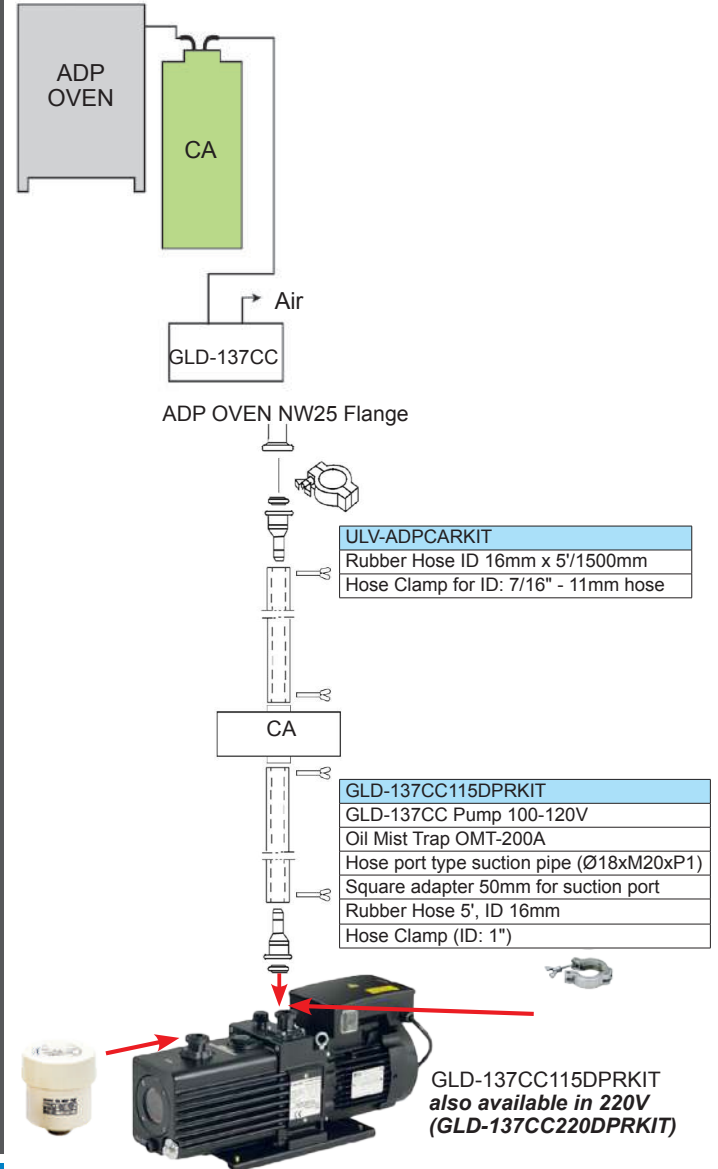 ADP
OVEN
CA
Air
GLD-137CC
ADP OVEN NW25 Flange
ULV-ADPCARKIT
Rubber Hose ID 16mm x 5'/1500mm
Hose Clamp for ID: 7/16" - 11mm hose
CA
GLD-137CC115DPRKIT
GLD-137CC Pump 100-120V
Oil Mist Trap OMT-200A
Hose port type suction pipe (Ø18xM20xP1)
Square adapter 50mm for suction port
Rubber Hose 5', ID 16mm
Hose Clamp (ID: 1")
GLD-137CC115DPRKIT
also available in 220V
(GLD-137CC220DPRKIT)